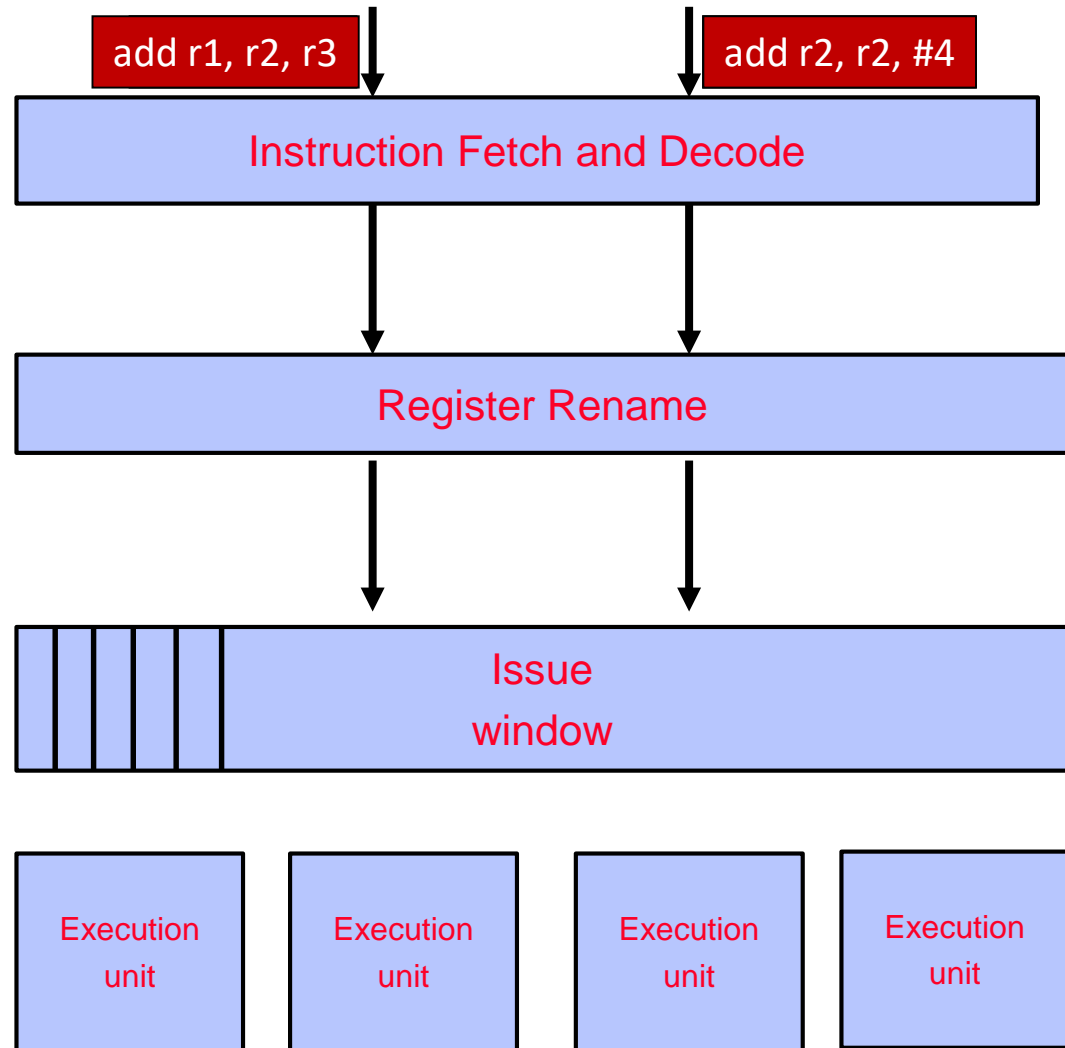 add r1, r2, r3
add r2, r2, #4
Instruction Fetch and Decode
Register Rename
Issue
window
Execution
unit
Execution
unit
Execution
unit
Execution
unit